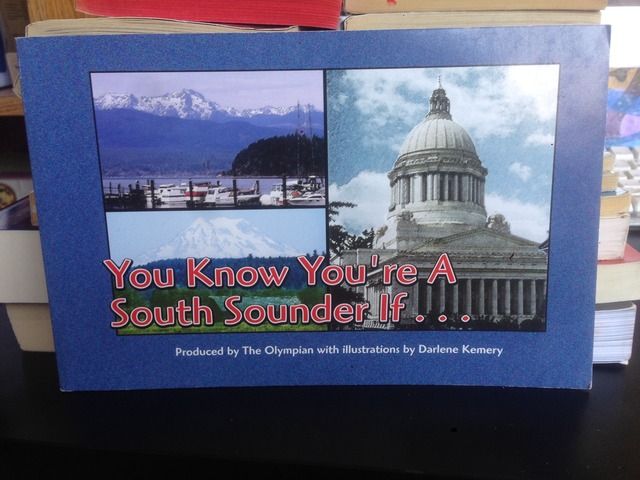 You Know You're A
South Sounder If . . .
Produced by The Olympian with illustrations by Darlene Kemery